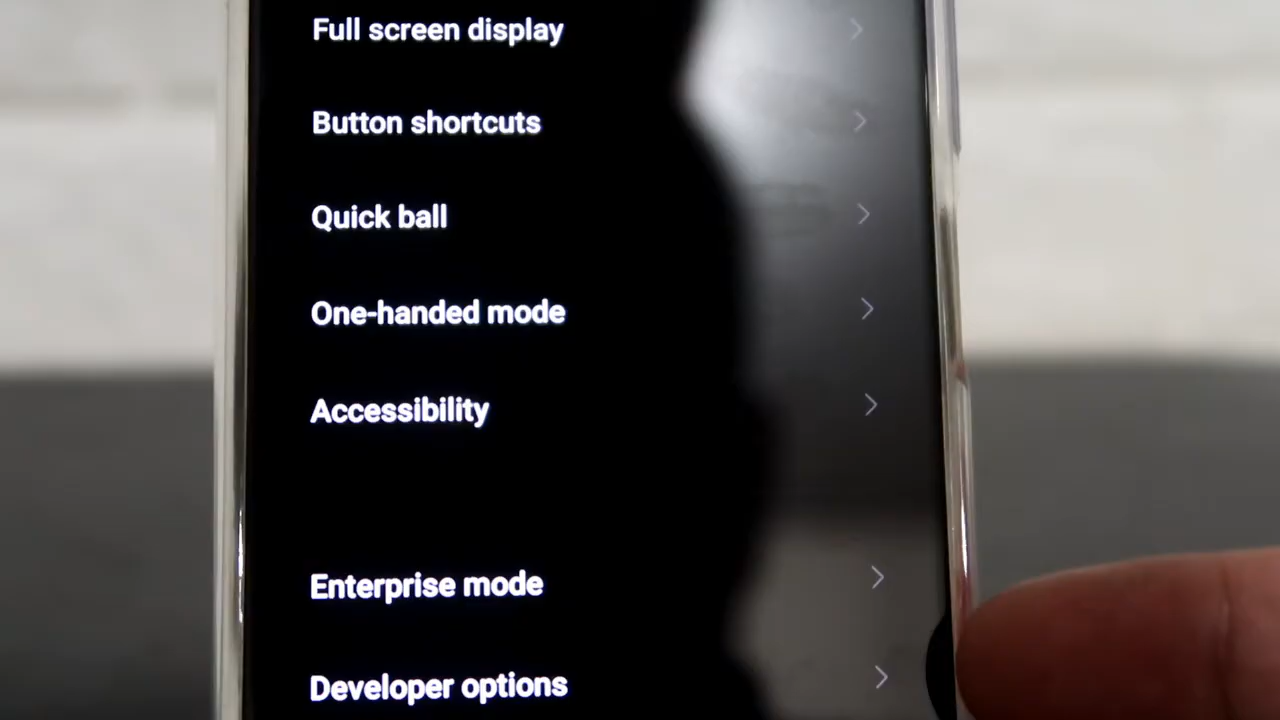 Full screen display
Button shortcuts
Quick ball
One-handed mode
Accessibility
Enterprise mode
Developer options